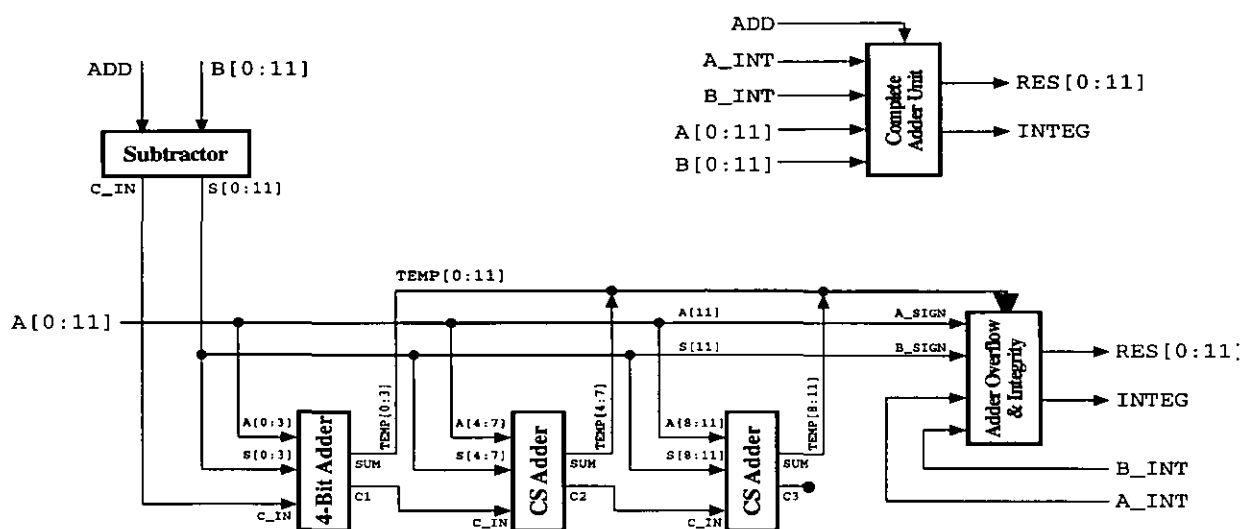 ADD
A_INT
B_INT
A[0:11]
B[0:11]
Complete
Adder Unit
RES[0:11]
INTEG
ADD
B[0:11]
Subtractor
C_IN
S[0:11]
TEMP[0:11]
A[0:11]
A[11]
A_SIGN
S[11]
B_SIGN
Adder Overflow
& Integrity
RES[0:11]
INTEG
B_INT
A_INT
A[0:3]
S[0:3]
C_IN
4-Bit Adder
TEMP[0:3]
SUM
C1
A[4:7]
S[4:7]
C_IN
CS Adder
TEMP[4:7]
SUM
C2
A[8:11]
S[8:11]
C_IN
CS Adder
TEMP[8:11]
SUM
C3